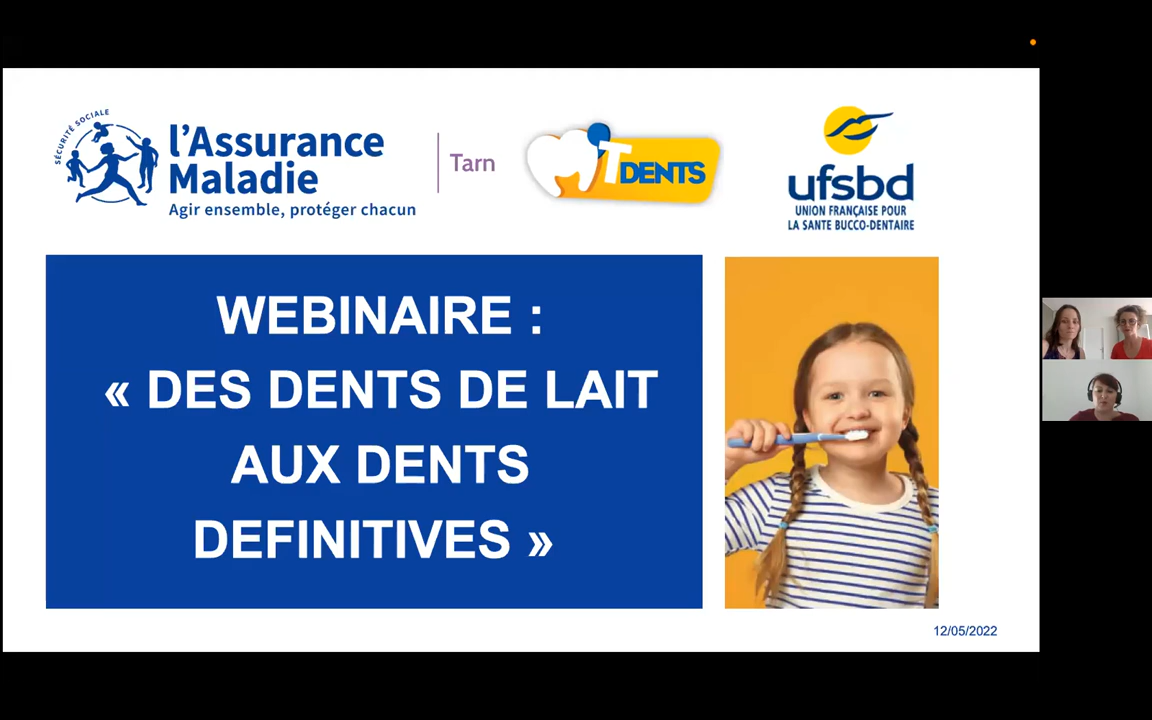 SÉCURITÉ SOCIALE
l'Assurance
Maladie
Agir ensemble, protéger chacun
Tarn
M T DENTS
ufsbd
UNION FRANÇAISE POUR
LA SANTE BUCCO-DENTAIRE
WEBINAIRE :
« DES DENTS DE LAIT
AUX DENTS
DEFINITIVES »
12/05/2022